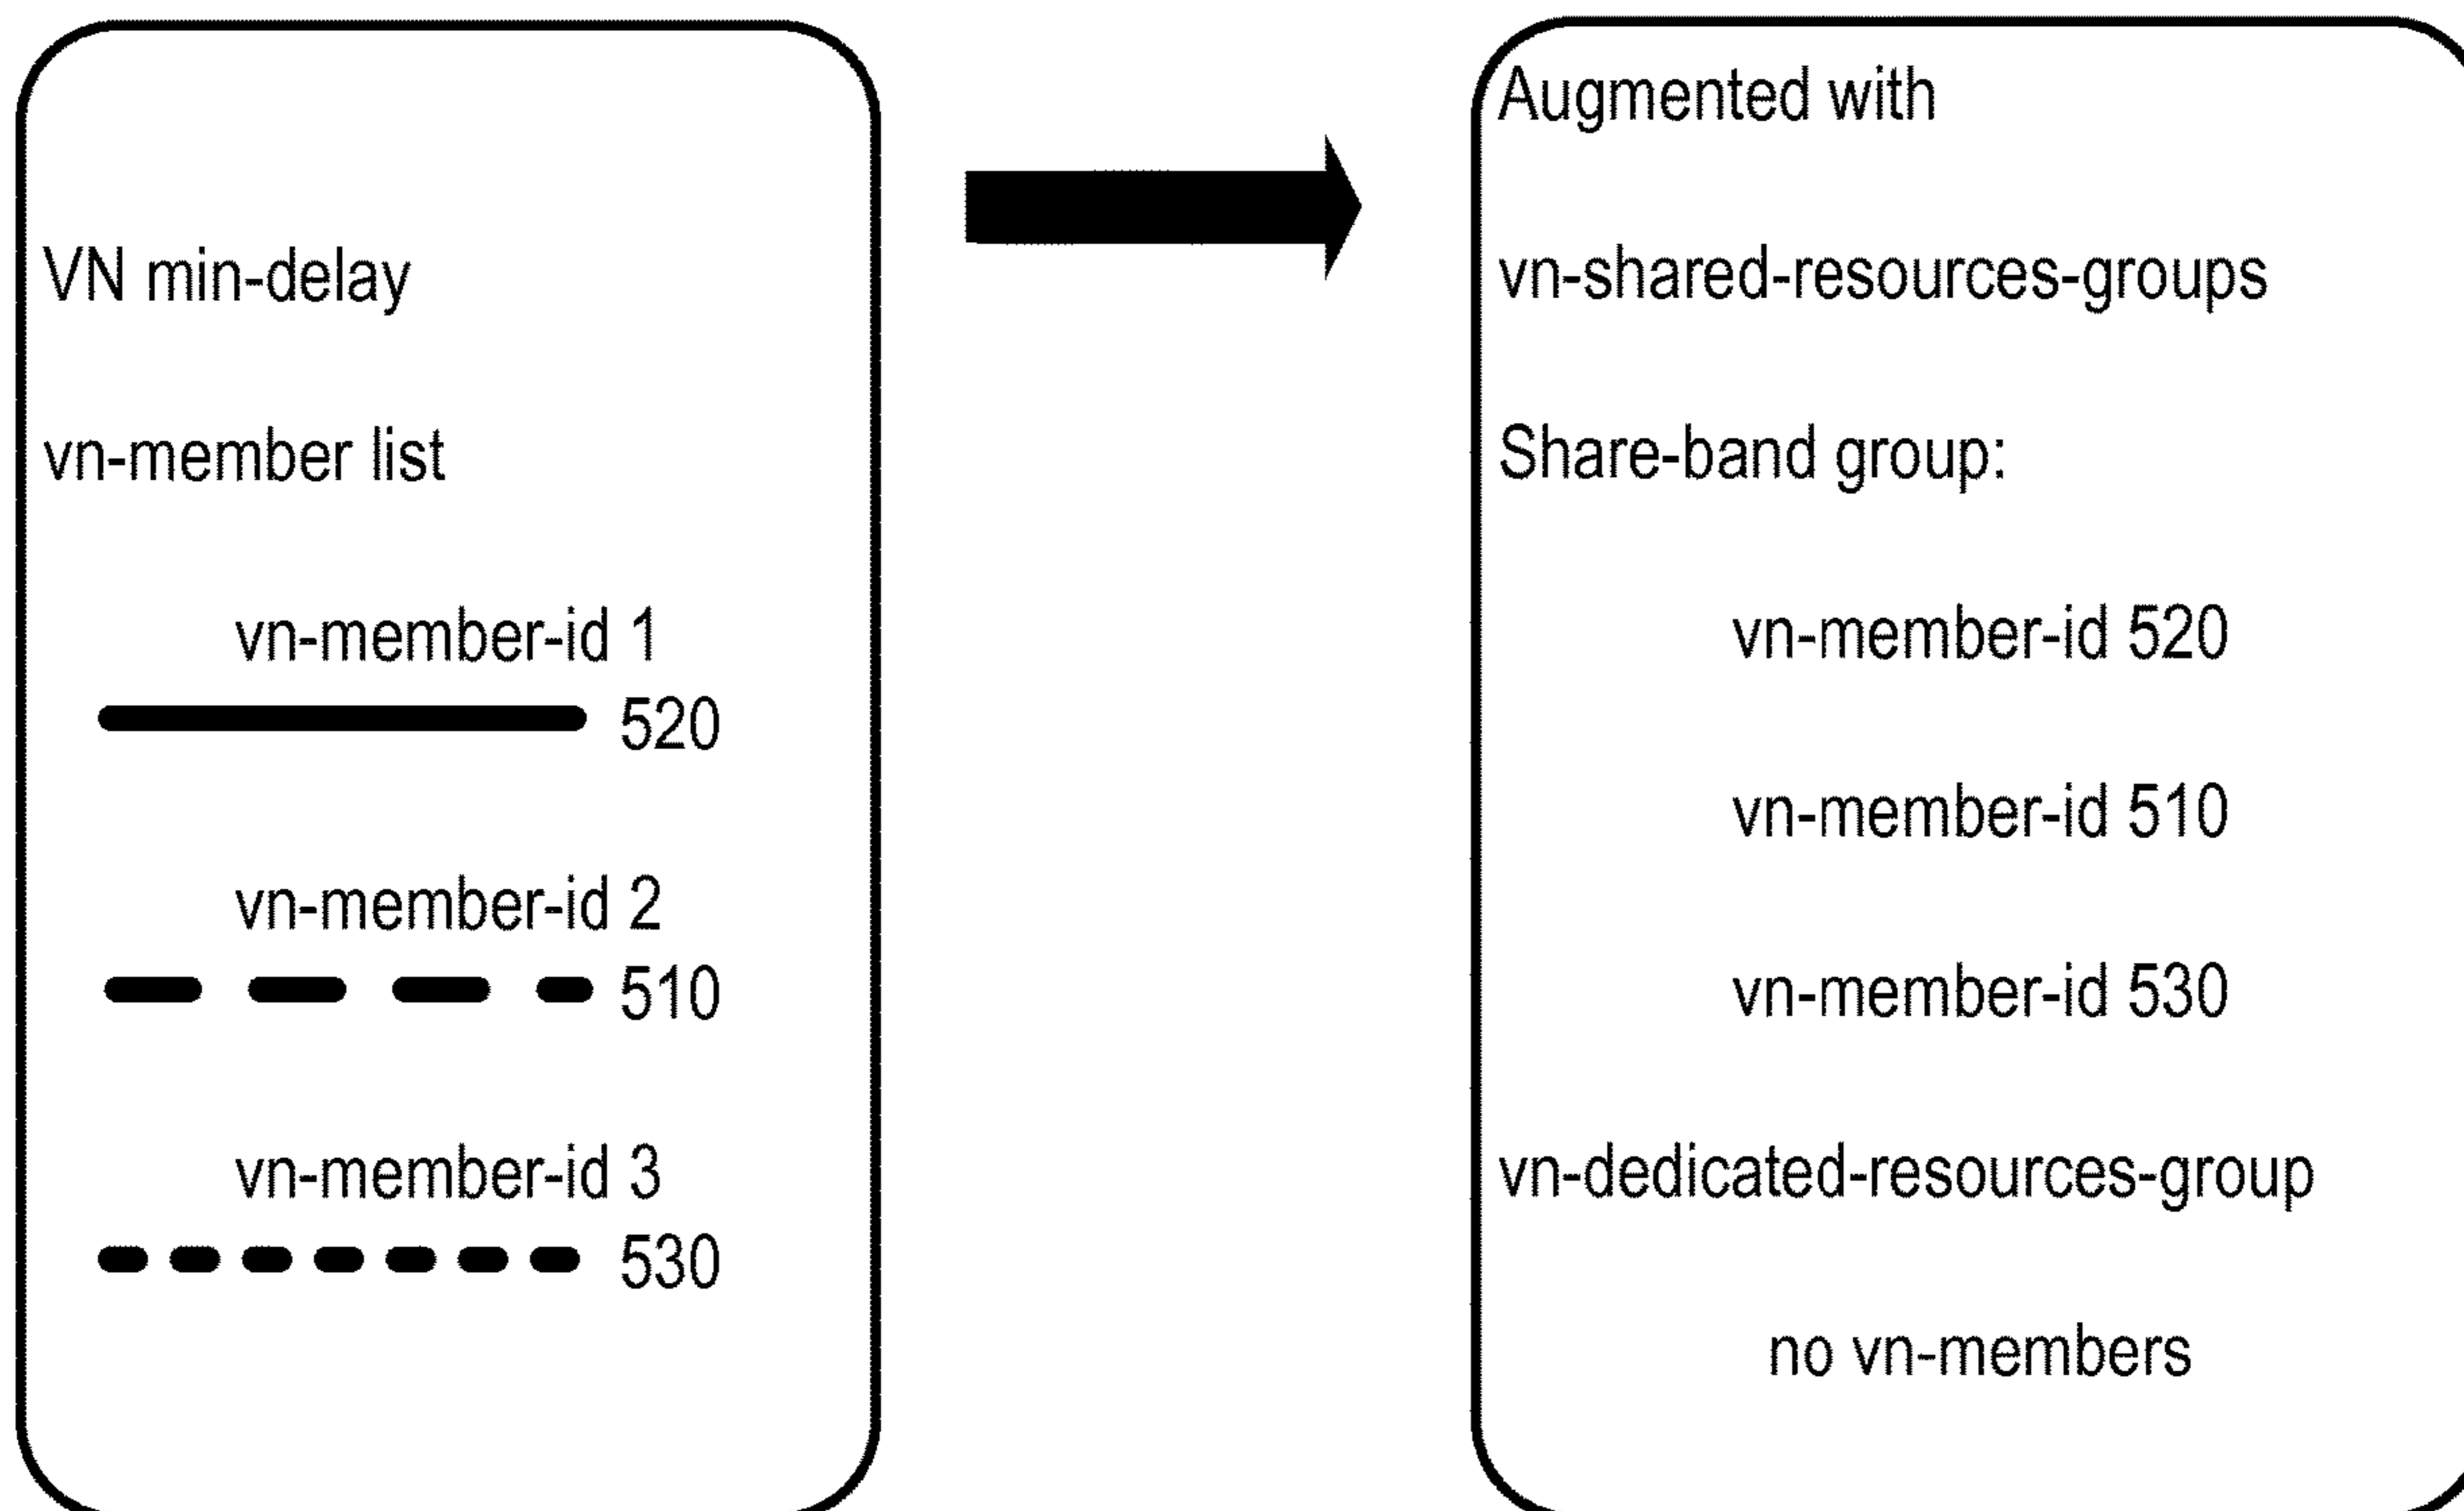 VN min-delay
vn-member list
vn-member-id 1
520
vn-member-id 2
510
vn-member-id 3
530
Augmented with
vn-shared-resources-groups
Share-band group:
vn-member-id 520
vn-member-id 510
vn-member-id 530
vn-dedicated-resources-group
no vn-members